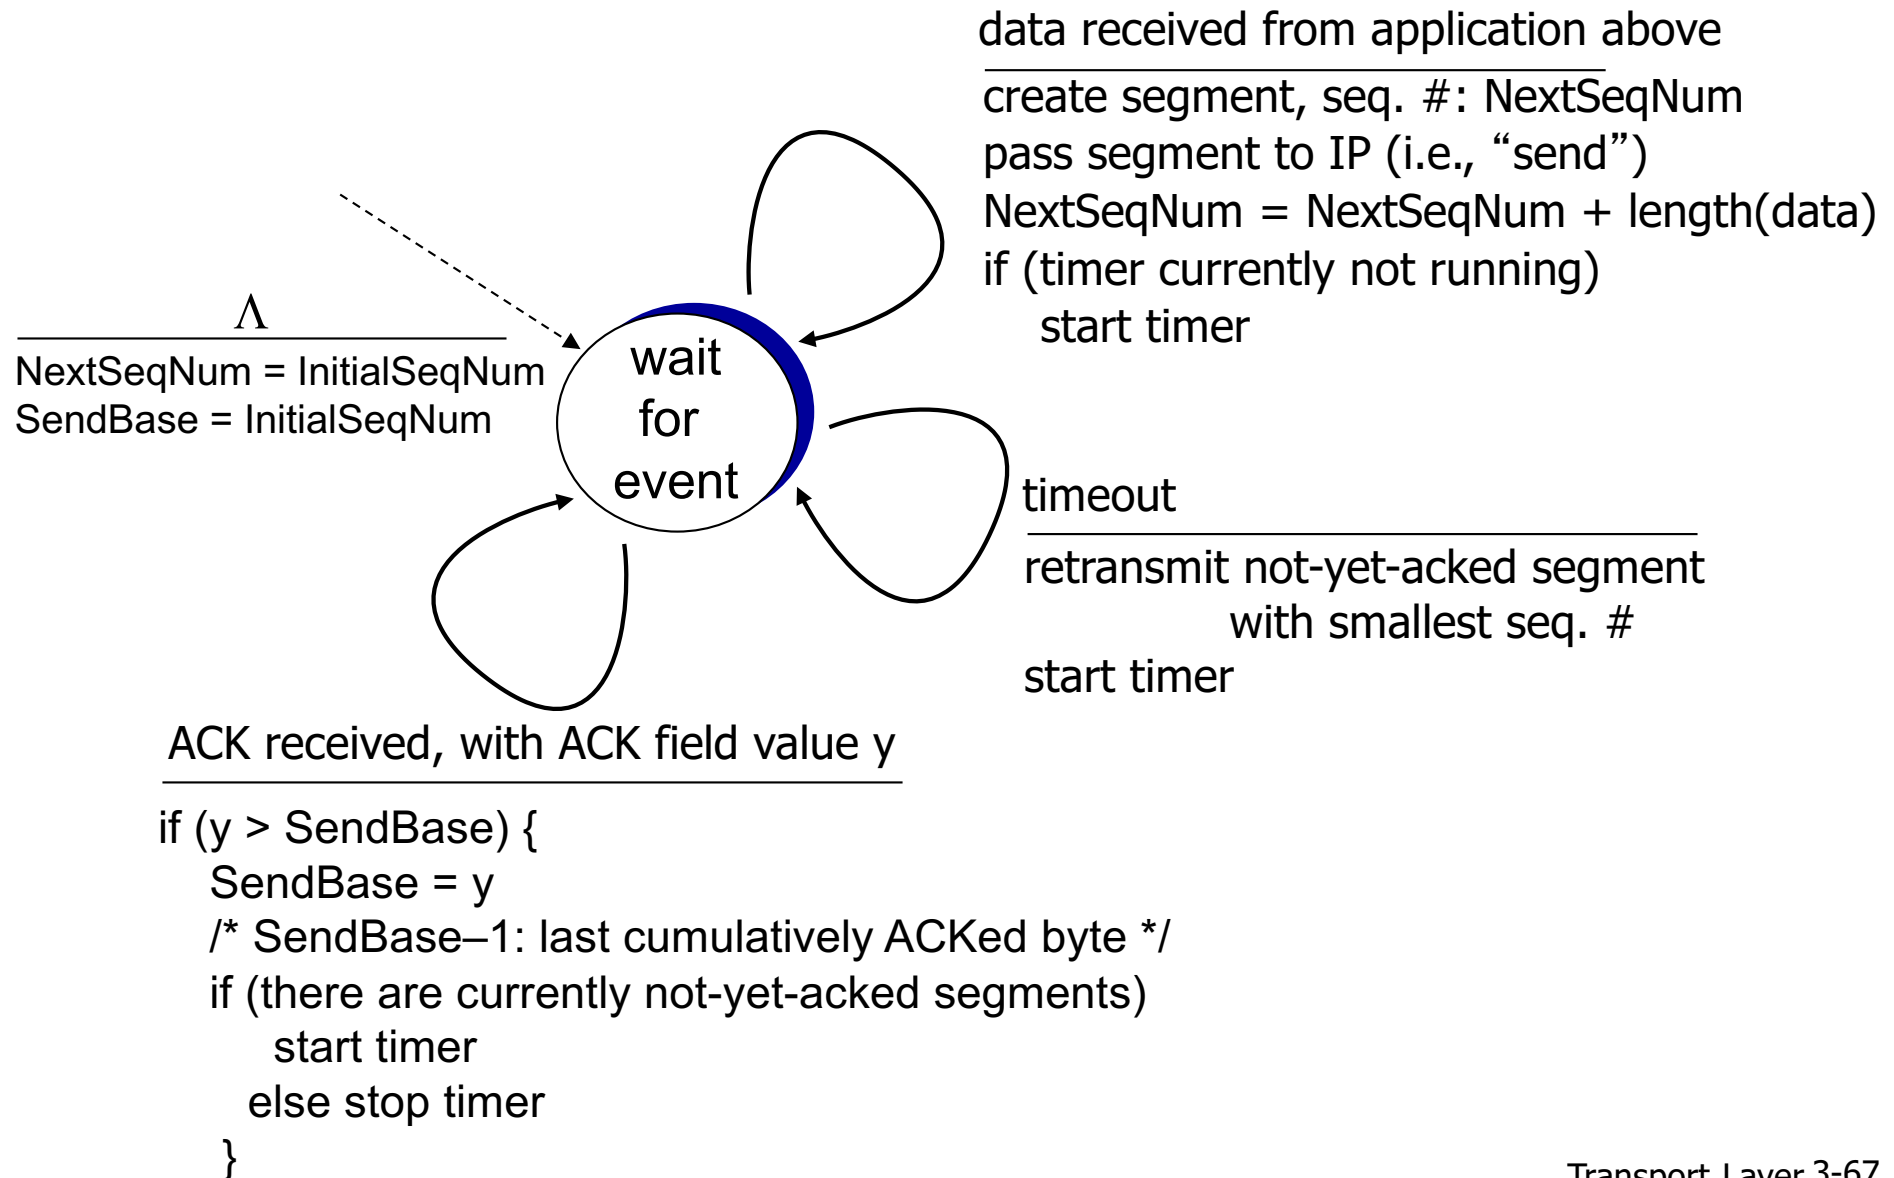 data received from application above
create segment, seq. #: NextSeqNum
pass segment to IP (i.e., “send”)
NextSeqNum = NextSeqNum + length(data)
if (timer currently not running)
start timer
Λ
NextSeqNum = InitialSeqNum
SendBase = InitialSeqNum
wait
for
event
timeout
retransmit not-yet-acked segment
with smallest seq. #
start timer
ACK received, with ACK field value y
if (y > SendBase) {
SendBase = y
/* SendBase–1: last cumulatively ACKed byte */
if (there are currently not-yet-acked segments)
start timer
else stop timer
}
Transport Layer 3-67